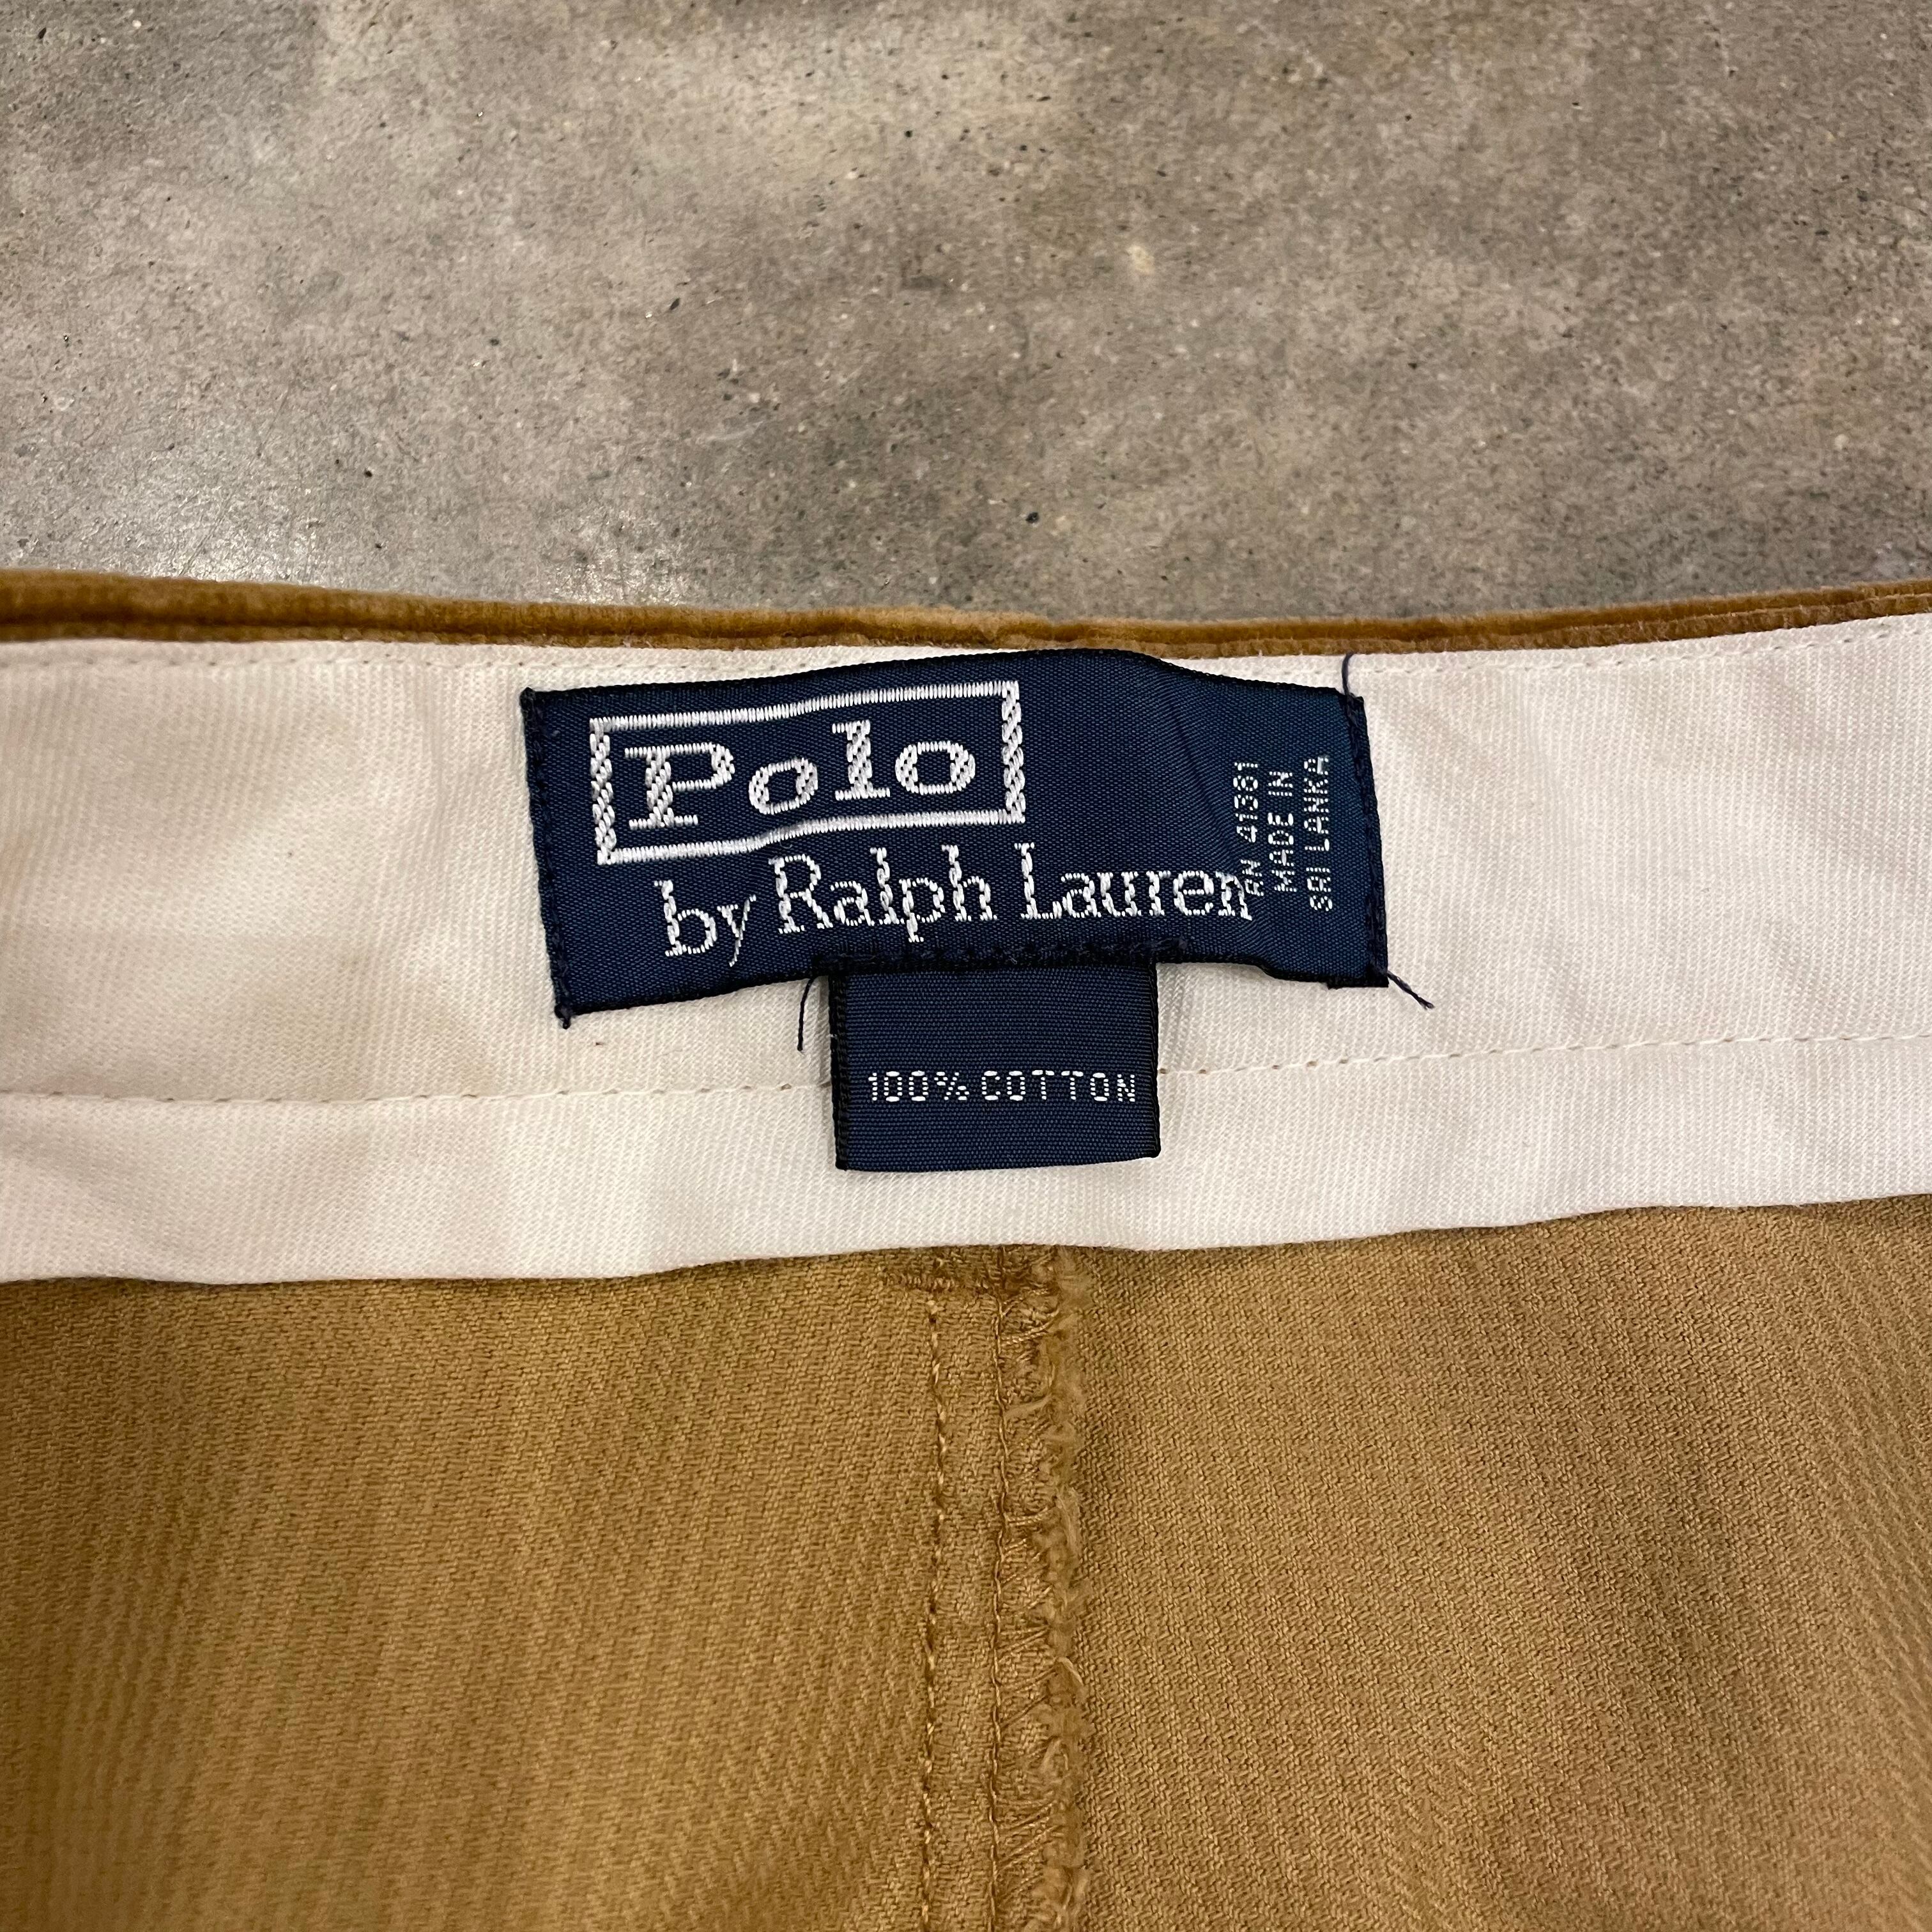 Polo
by Ralph Lauren
RN 41381
MADE IN
SRI LANKA
100% COTTON